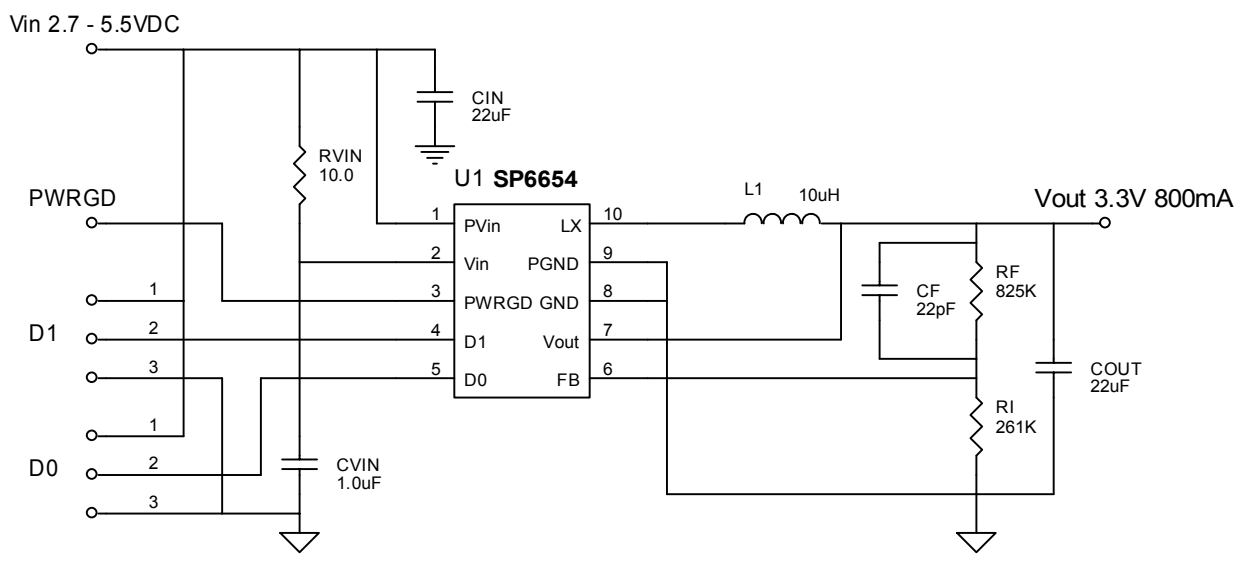 Vin 2.7 - 5.5VDC
CIN
22uF
RVIN
10.0
U1 SP6654
L1
10uH
Vout 3.3V 800mA
PWRGD
1
PVin
LX
10
2
Vin
PGND
9
3
PWRGD
GND
8
4
D1
Vout
7
5
D0
FB
6
D1
1
2
3
D0
1
2
3
CVIN
1.0uF
CF
22pF
RF
825K
RI
261K
COUT
22uF